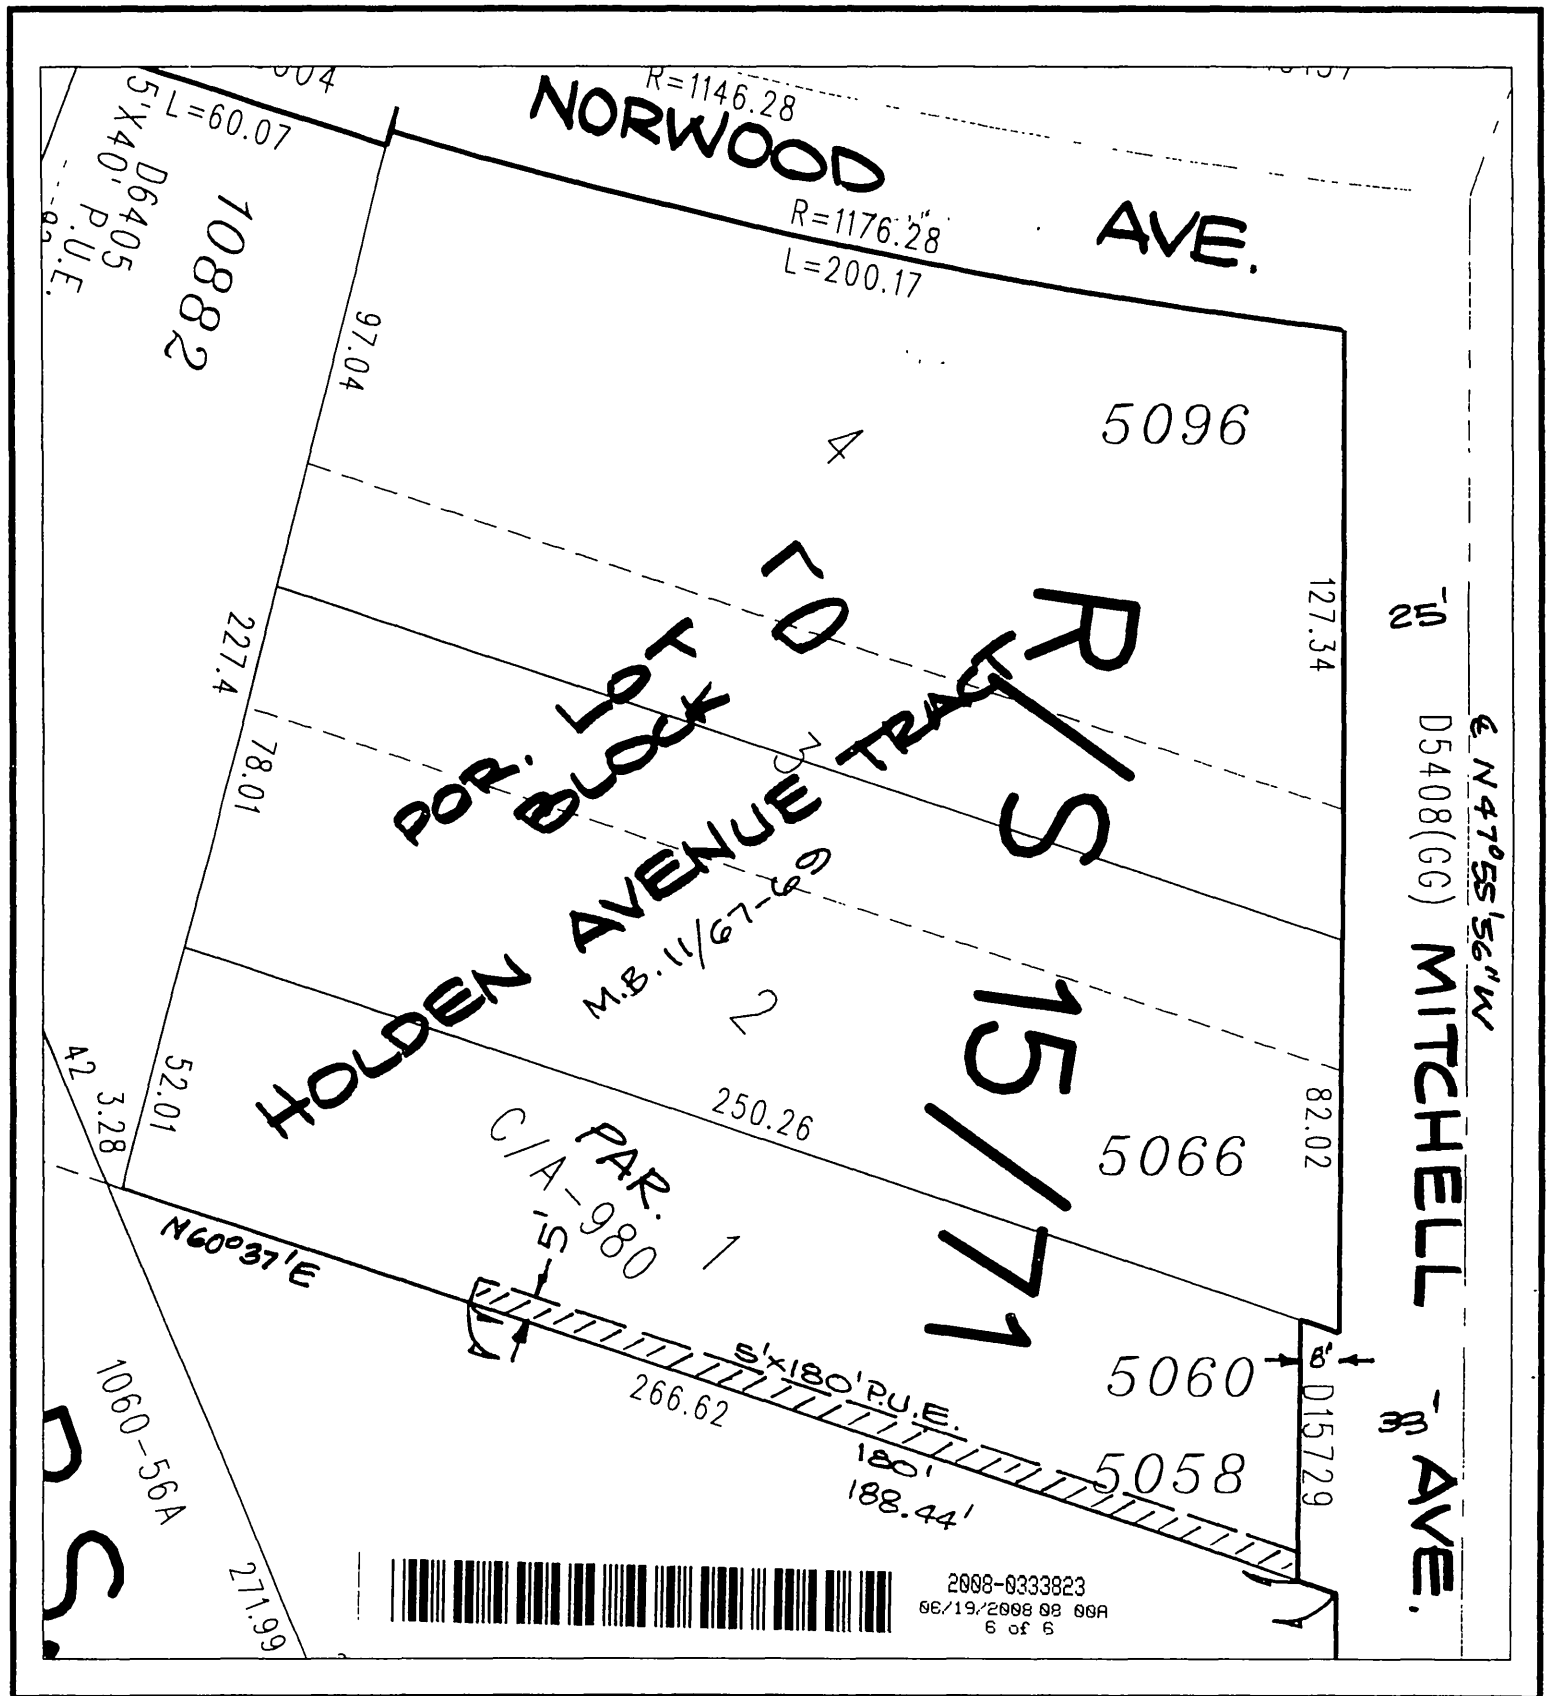 R=1146.28
NORWOOD AVE.
L=60.07
R=1176.28
L=200.17
D6405
5'X40' P.U.E.
10882
97.04
5096
4
127.34
25
℄ N47°55'56"W
D5408(GG)
MITCHELL AVE.
R/S 15/71
POR. LOT
BLOCK
HOLDEN AVENUE TRACT
M.B. 11/67-69
3
227.4
78.01
2
82.02
5066
250.26
52.01
3.28
42
PAR. 1
C/A-980
5'
N60°37'E
5'x180' P.U.E.
266.62
180'
188.44'
5060
8'
D15729
33
5058
1060-56A
271.99
2008-0333823
06/19/2008 08 00A
6 of 6